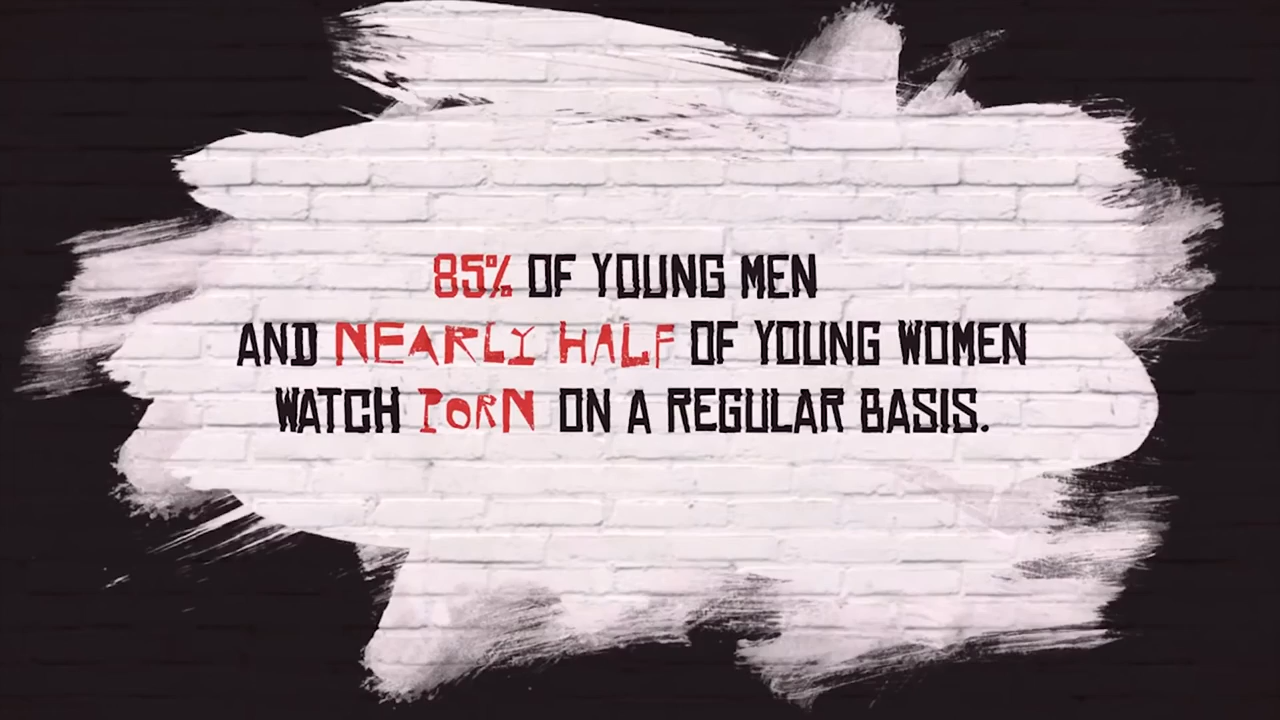 85% OF YOUNG MEN
AND NEARLY HALF OF YOUNG WOMEN
WATCH PORN ON A REGULAR BASIS.